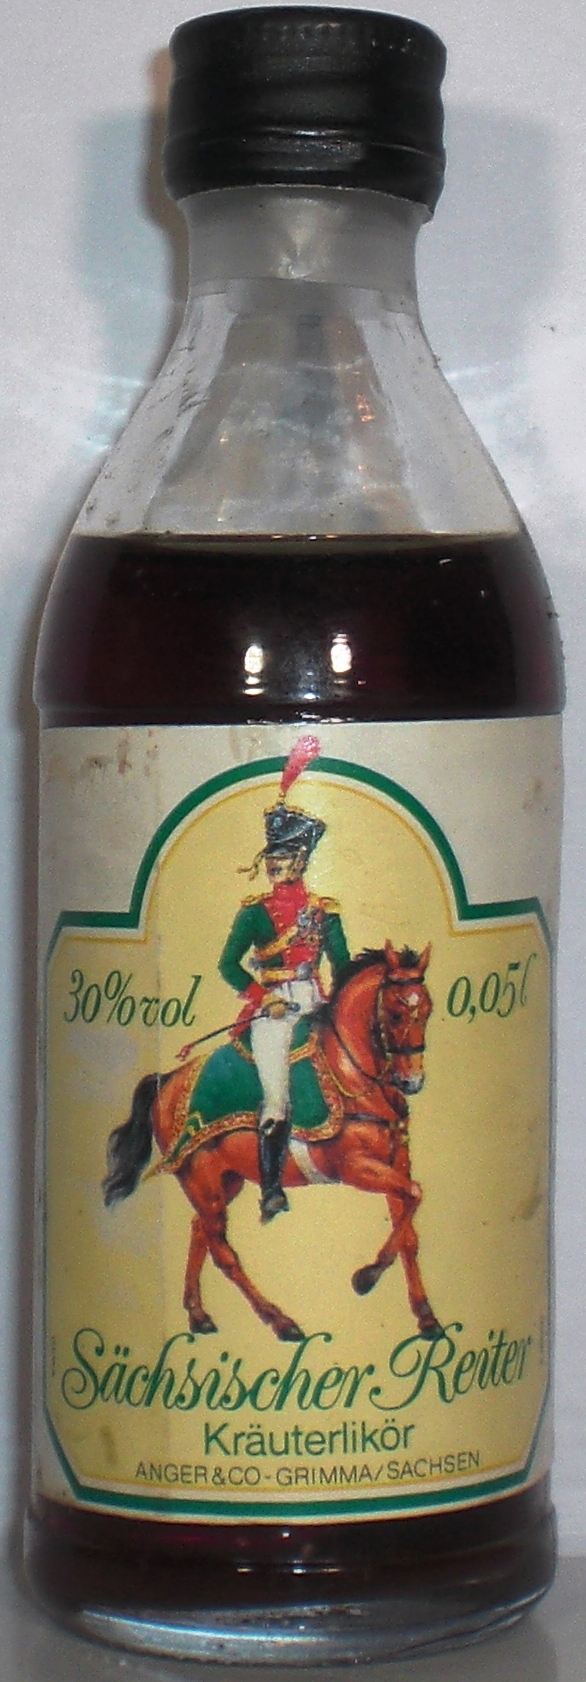 30%vol 0,05l
Sächsischer Reiter
Kräuterlikör
ANGER&CO-GRIMMA/SACHSEN